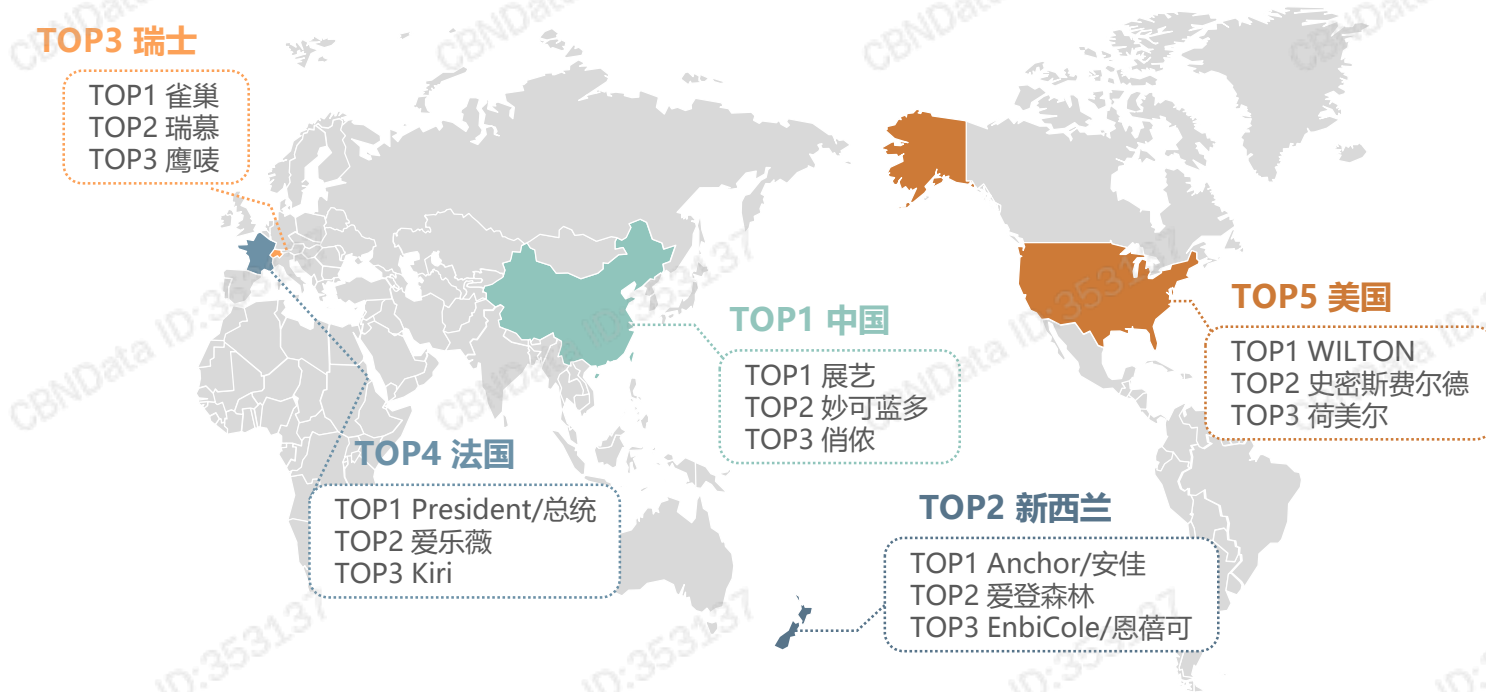 TOP3 瑞士
TOP1 雀巢
TOP2 瑞慕
TOP3 鹰唛
TOP1 中国
TOP1 展艺
TOP2 妙可蓝多
TOP3 俏侬
TOP5 美国
TOP1 WILTON
TOP2 史密斯费尔德
TOP3 荷美尔
TOP4 法国
TOP1 President/总统
TOP2 爱乐薇
TOP3 Kiri
TOP2 新西兰
TOP1 Anchor/安佳
TOP2 爱登森林
TOP3 EnbiCole/恩蓓可
CBNData ID:353137